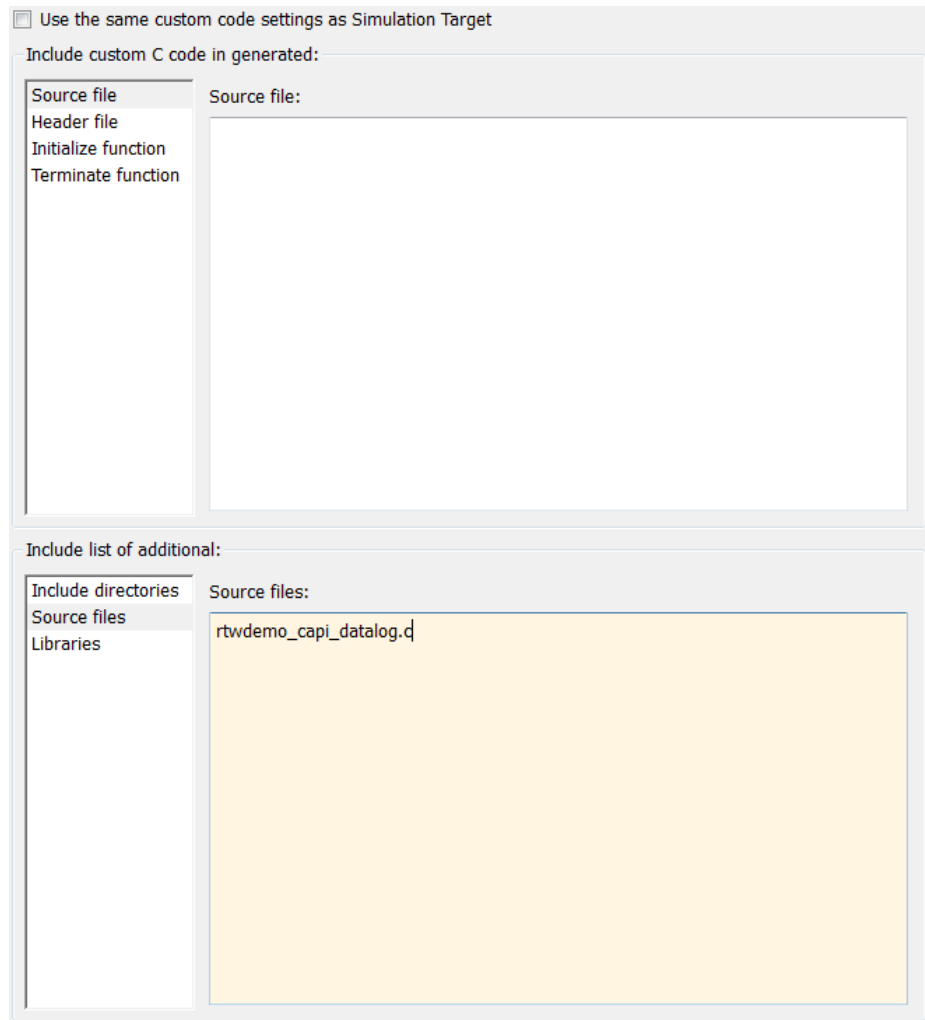 Use the same custom code settings as Simulation Target
Include custom C code in generated:
Source file
Header file
Initialize function
Terminate function
Source file:
Include list of additional:
Include directories
Source files
Libraries
Source files:
rtwdemo_capi_datalog.c